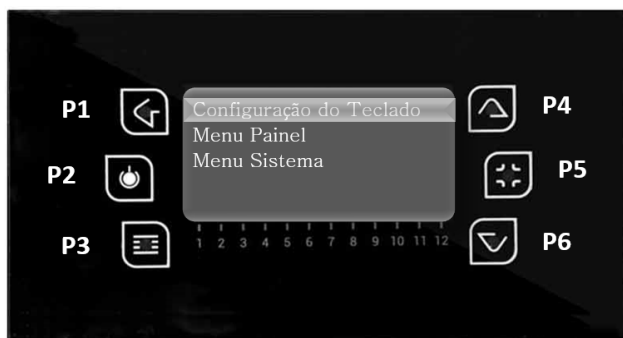 P1
P2
P3
Configuração do Teclado
Menu Painel
Menu Sistema
1 2 3 4 5 6 7 8 9 10 11 12
P4
P5
P6